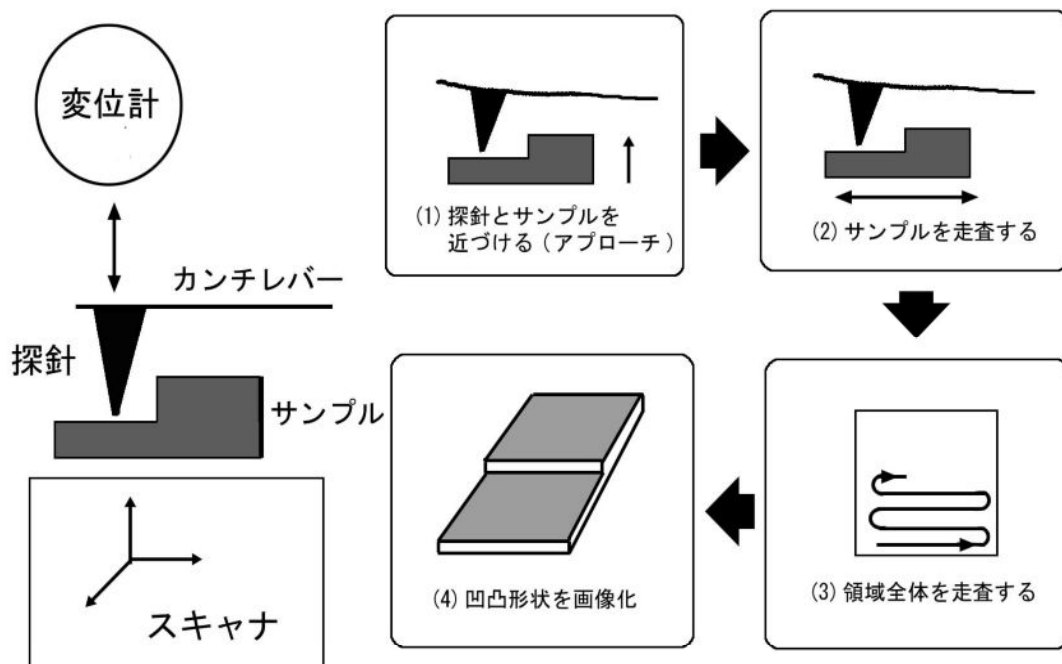 変位計
カンチレバー
探針
サンプル
スキャナ
(1) 探針とサンプルを
近づける(アプローチ)
(2) サンプルを走査する
(3) 領域全体を走査する
(4) 凹凸形状を画像化